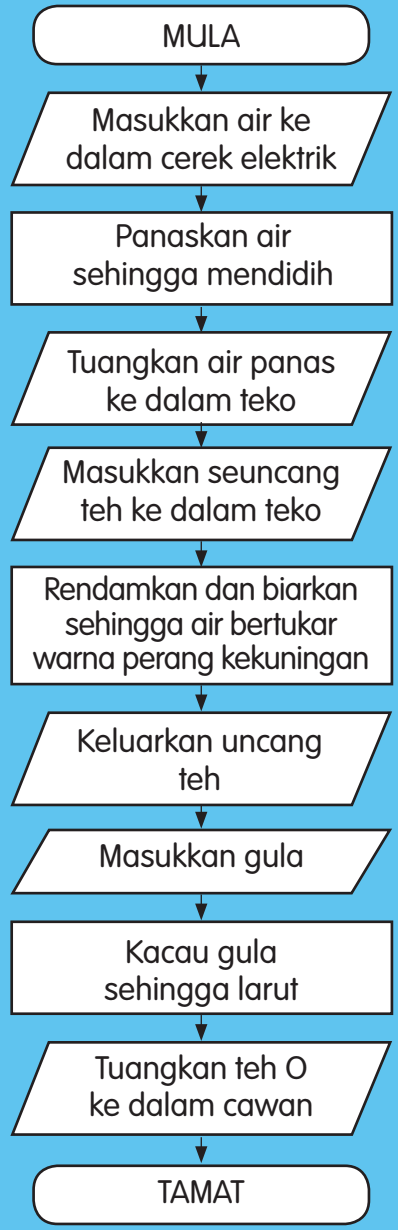 MULA
Masukkan air ke
dalam cerek elektrik
Panaskan air
sehingga mendidih
Tuangkan air panas
ke dalam teko
Masukkan seuncang
teh ke dalam teko
Rendamkan dan biarkan
sehingga air bertukar
warna perang kekuningan
Keluarkan uncang
teh
Masukkan gula
Kacau gula
sehingga larut
Tuangkan teh O
ke dalam cawan
TAMAT